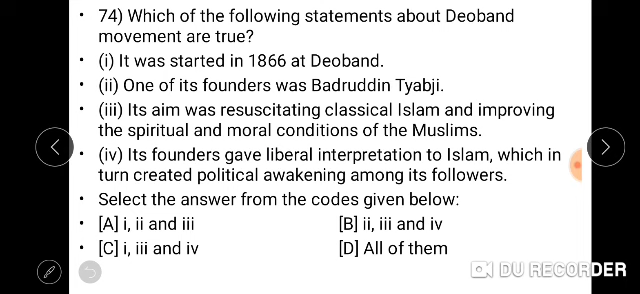 74) Which of the following statements about Deoband
movement are true?
(i) It was started in 1866 at Deoband.
(ii) One of its founders was Badruddin Tyabji.
(iii) Its aim was resuscitating classical Islam and improving
the spiritual and moral conditions of the Muslims.
(iv) Its founders gave liberal interpretation to Islam, which in
turn created political awakening among its followers.
Select the answer from the codes given below:
[A] i, ii and iii [B] ii, iii and iv
[C] i, iii and iv [D] All of them
DU RECORDER